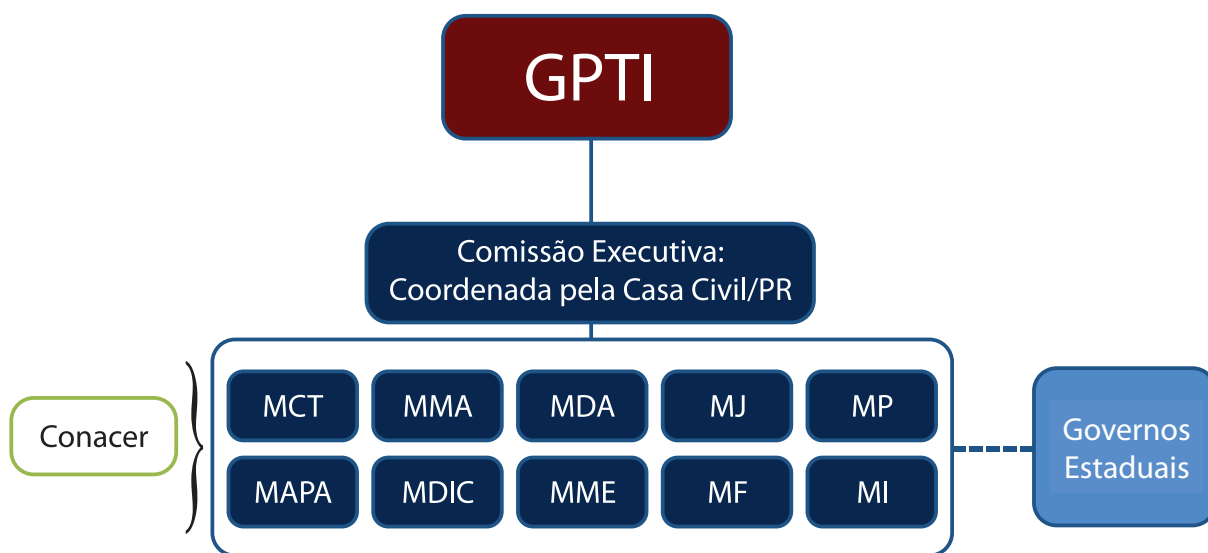 GPTI
Comissão Executiva:
Coordenada pela Casa Civil/PR
Conacer
MCT
MMA
MDA
MJ
MP
MAPA
MDIC
MME
MF
MI
Governos
Estaduais